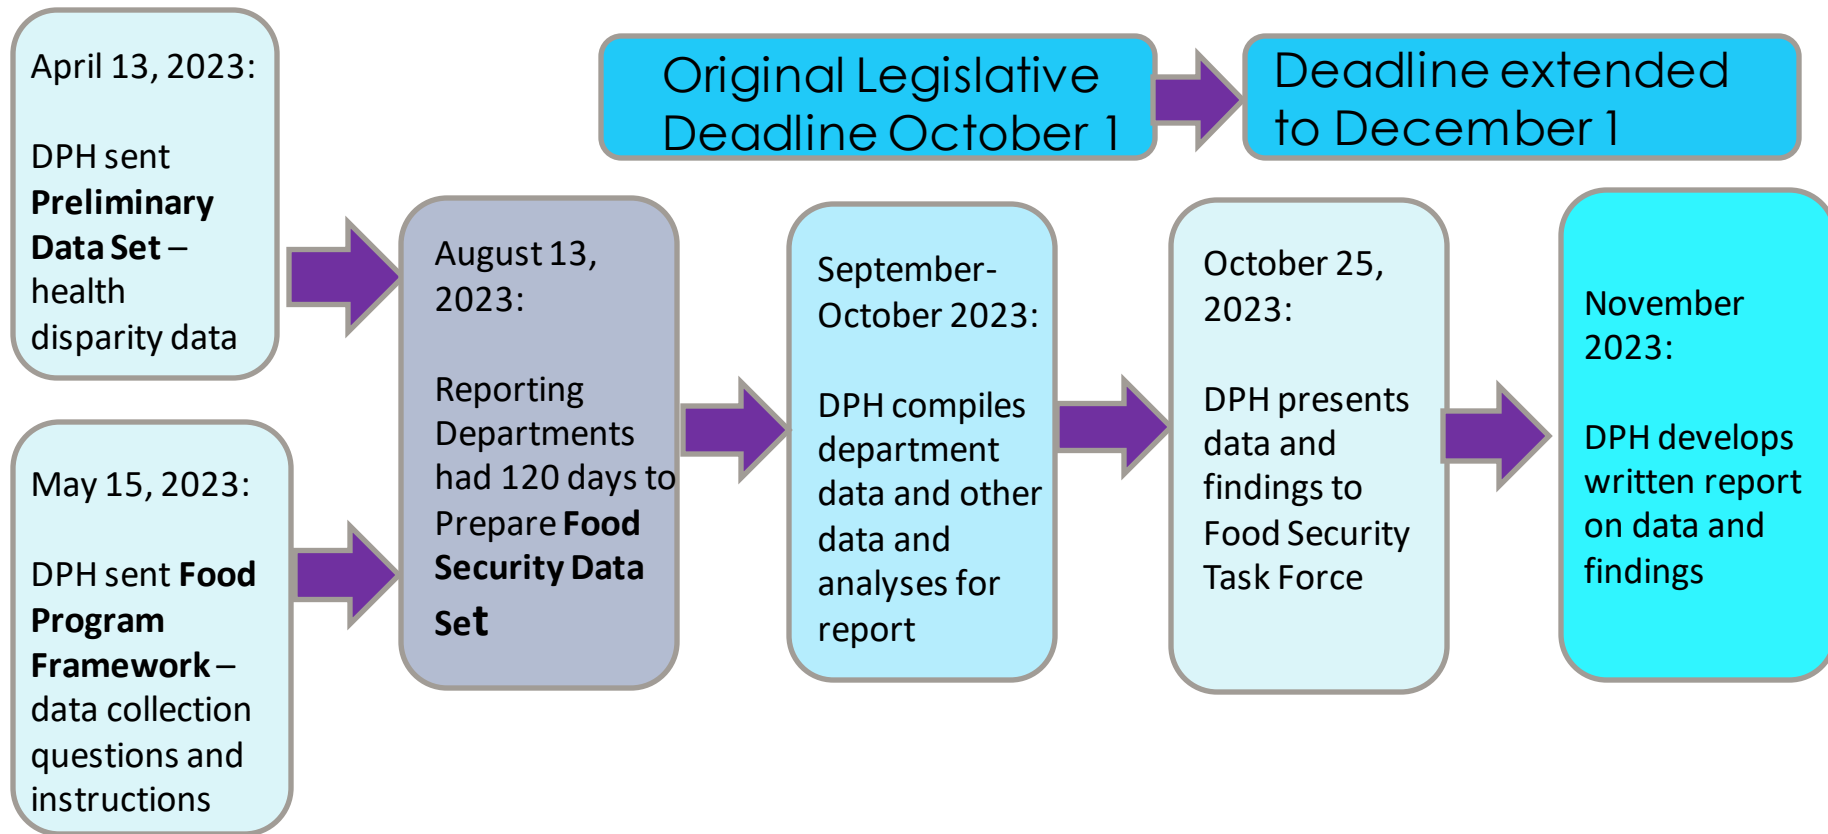 April 13, 2023:
DPH sent
Preliminary
Data Set –
health
disparity data
May 15, 2023:
DPH sent Food
Program
Framework –
data collection
questions and
instructions
Original Legislative
Deadline October 1
Deadline extended
to December 1
August 13,
2023:
Reporting
Departments
had 120 days to
Prepare Food
Security Data
Set
September-
October 2023:
DPH compiles
department
data and other
data and
analyses for
report
October 25,
2023:
DPH presents
data and
findings to
Food Security
Task Force
November
2023:
DPH develops
written report
on data and
findings